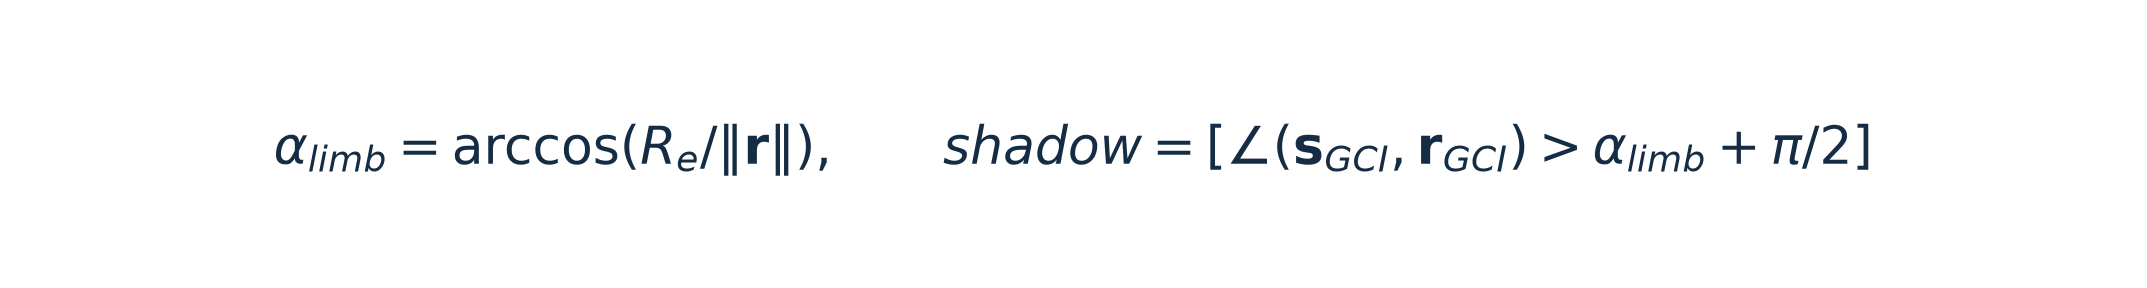 α_limb = arccos(R_e/‖r‖),    shadow = [∠(s_GCI, r_GCI) > α_limb + π/2]